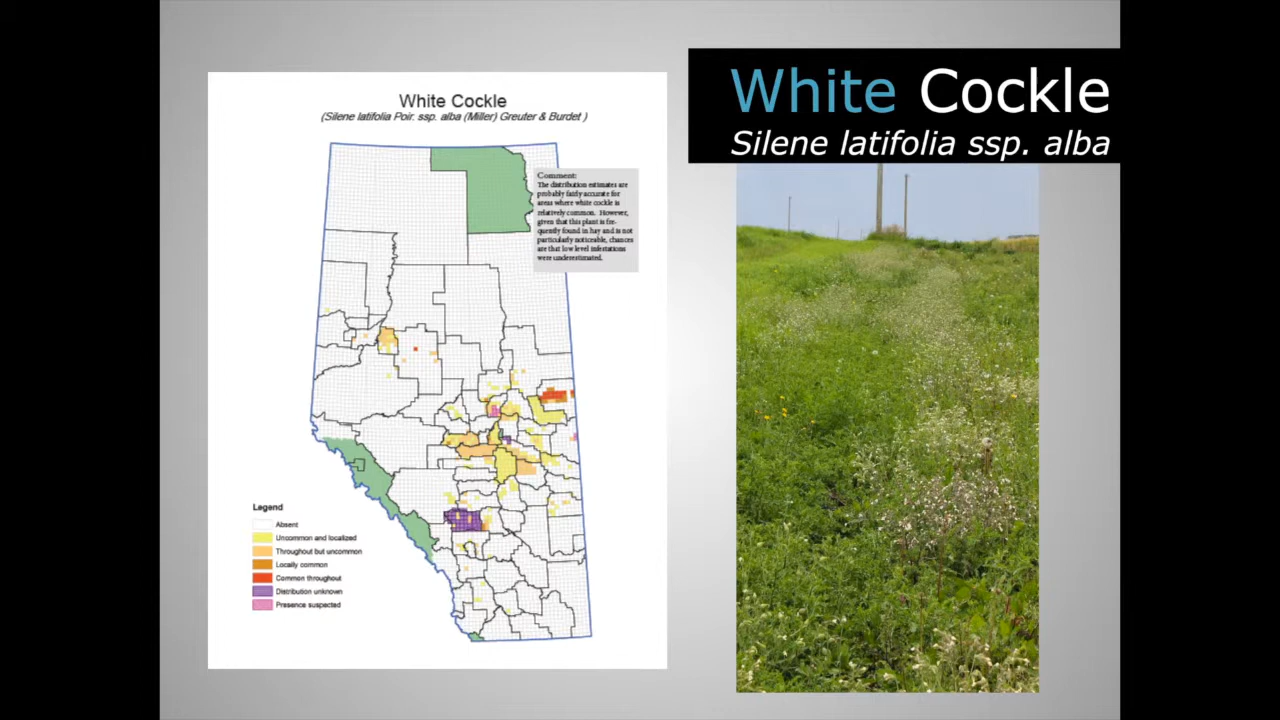 White Cockle
Silene latifolia ssp. alba
White Cockle
(Silene latifolia Poir. ssp. alba (Miller) Greuter & Burdet )
Comment:
The distribution estimates are
probably fairly accurate for
areas where white cockle is
relatively common. However,
given that this plant is fre-
quently found in hay and is not
particularly noticeable, chances
are that low level infestations
were underestimated.
Legend
Absent
Uncommon and localized
Throughout but uncommon
Locally common
Common throughout
Distribution unknown
Presence suspected